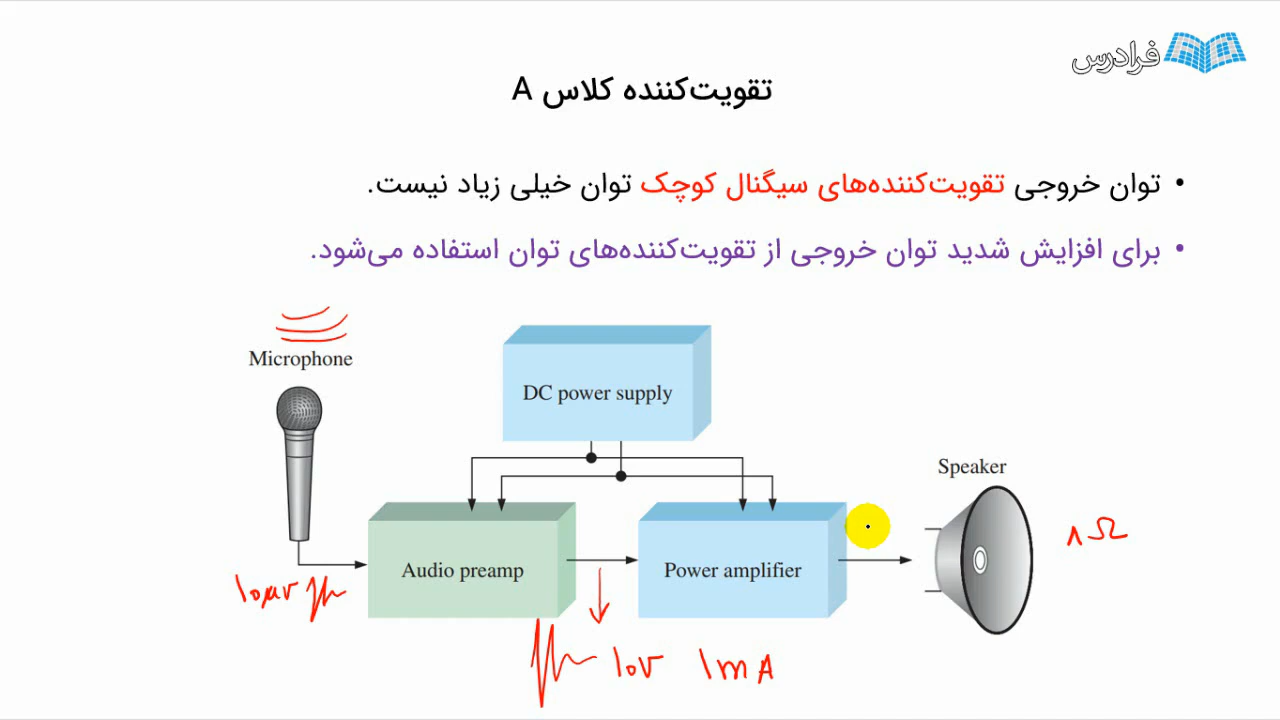 فرادرس
تقویت‌کننده کلاس A
• توان خروجی تقویت‌کننده‌های سیگنال کوچک توان خیلی زیاد نیست.
• برای افزایش شدید توان خروجی از تقویت‌کننده‌های توان استفاده می‌شود.
Microphone
DC power supply
Speaker
Audio preamp
Power amplifier
۸Ω
10μv
10v 1mA